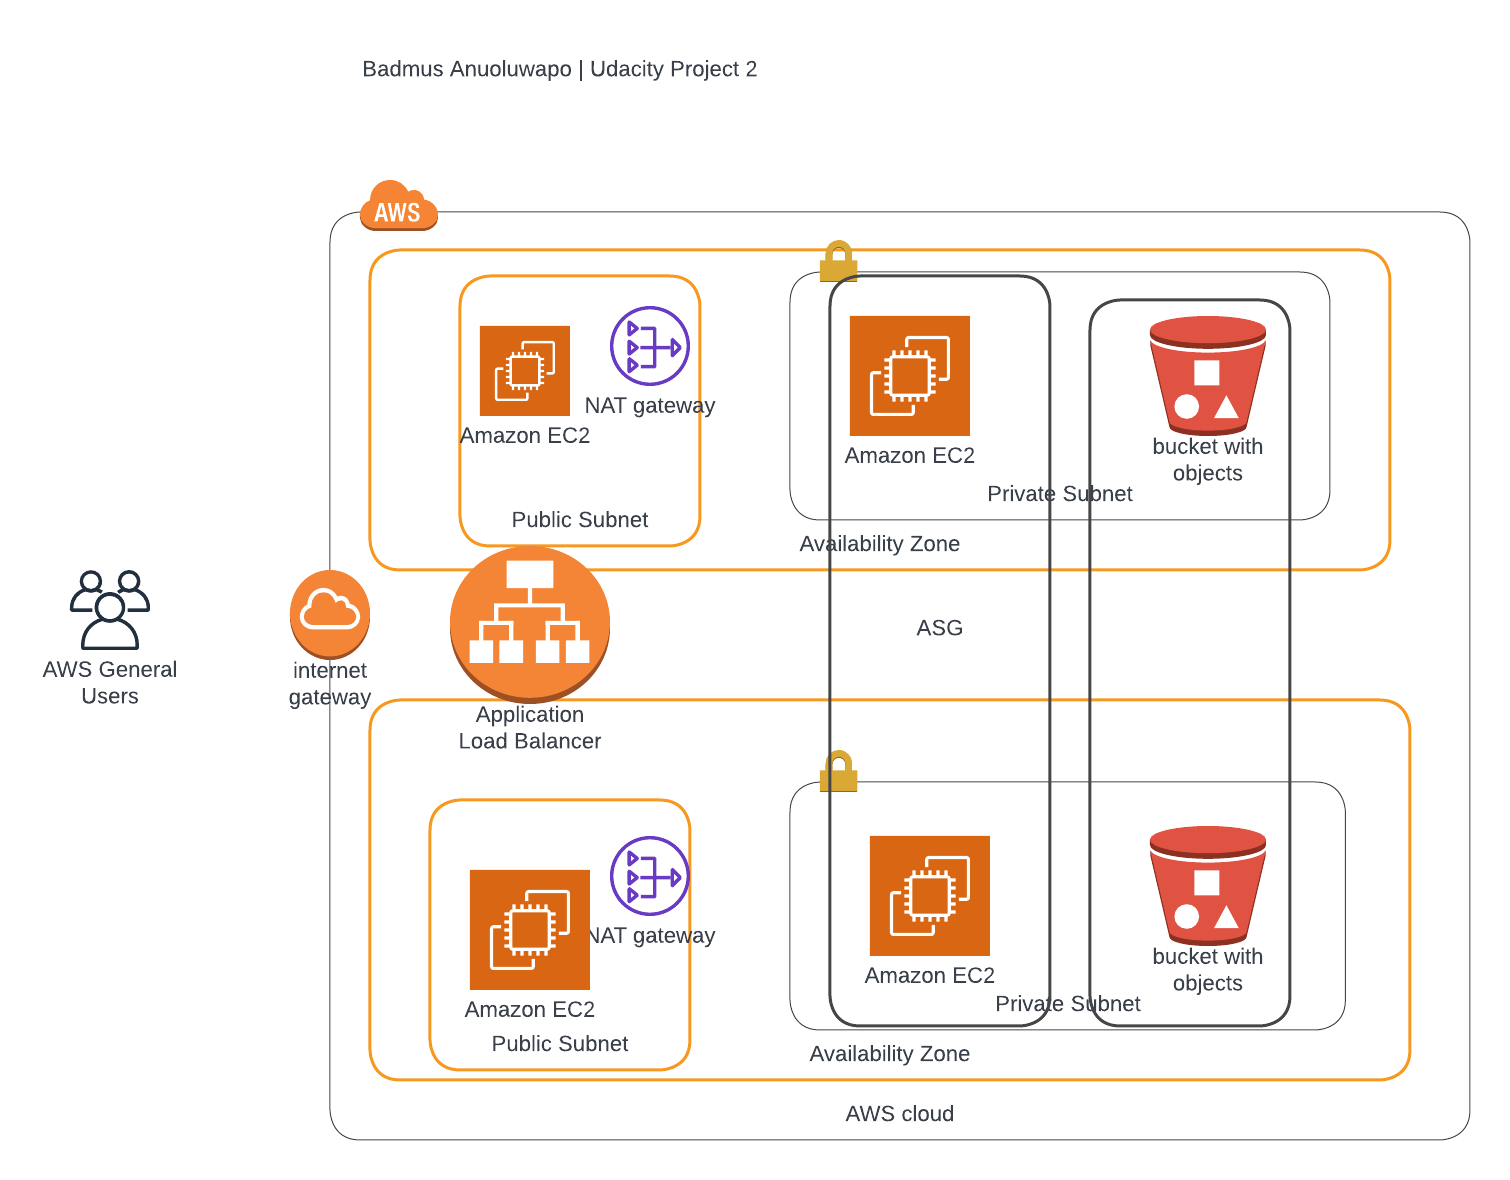 Badmus Anuoluwapo | Udacity Project 2
AWS
NAT gateway
Amazon EC2
Public Subnet
Amazon EC2
bucket with
objects
Private Subnet
Availability Zone
ASG
AWS General
Users
internet
gateway
Application
Load Balancer
NAT gateway
Amazon EC2
Public Subnet
Amazon EC2
bucket with
objects
Private Subnet
Availability Zone
AWS cloud